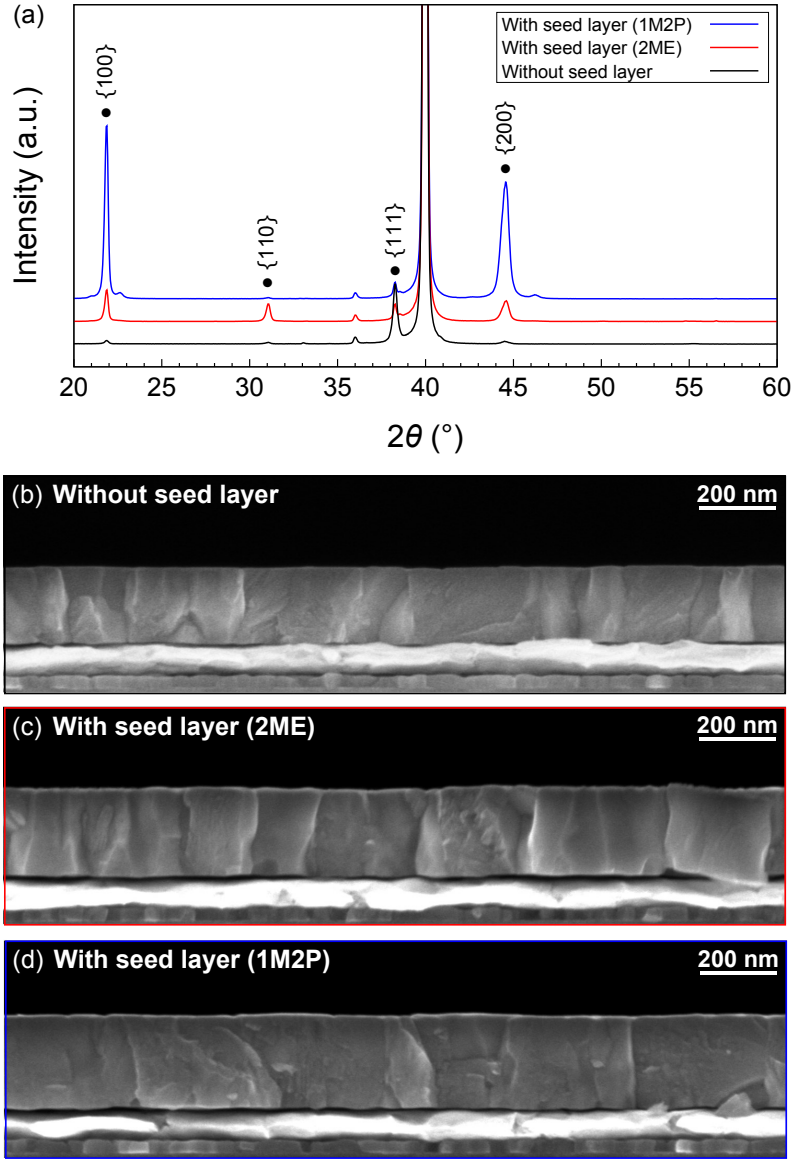 (a)
With seed layer (1M2P)
With seed layer (2ME)
Without seed layer
{100}
{110}
{111}
{200}
Intensity (a.u.)
20 25 30 35 40 45 50 55 60
2θ (°)
(b) Without seed layer
200 nm
(c) With seed layer (2ME)
200 nm
(d) With seed layer (1M2P)
200 nm